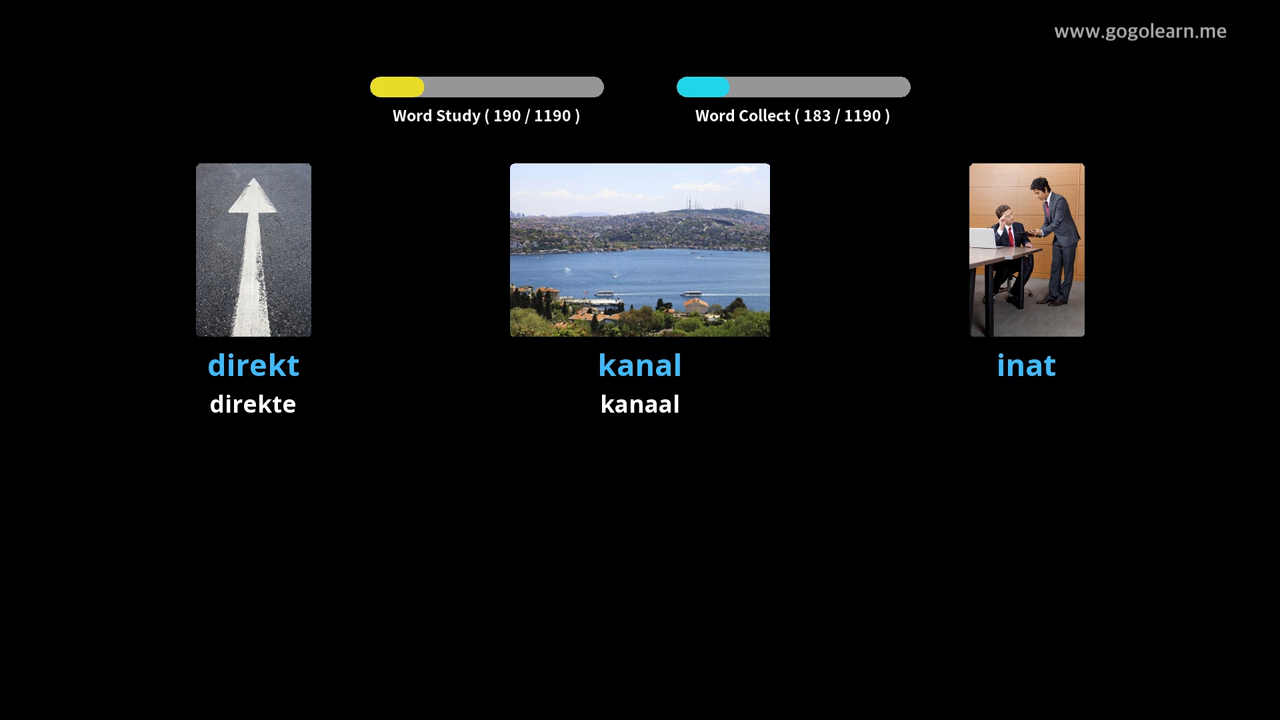 www.gogolearn.me
Word Study ( 190 / 1190 )
Word Collect ( 183 / 1190 )
direkt
kanal
inat
direkte
kanaal